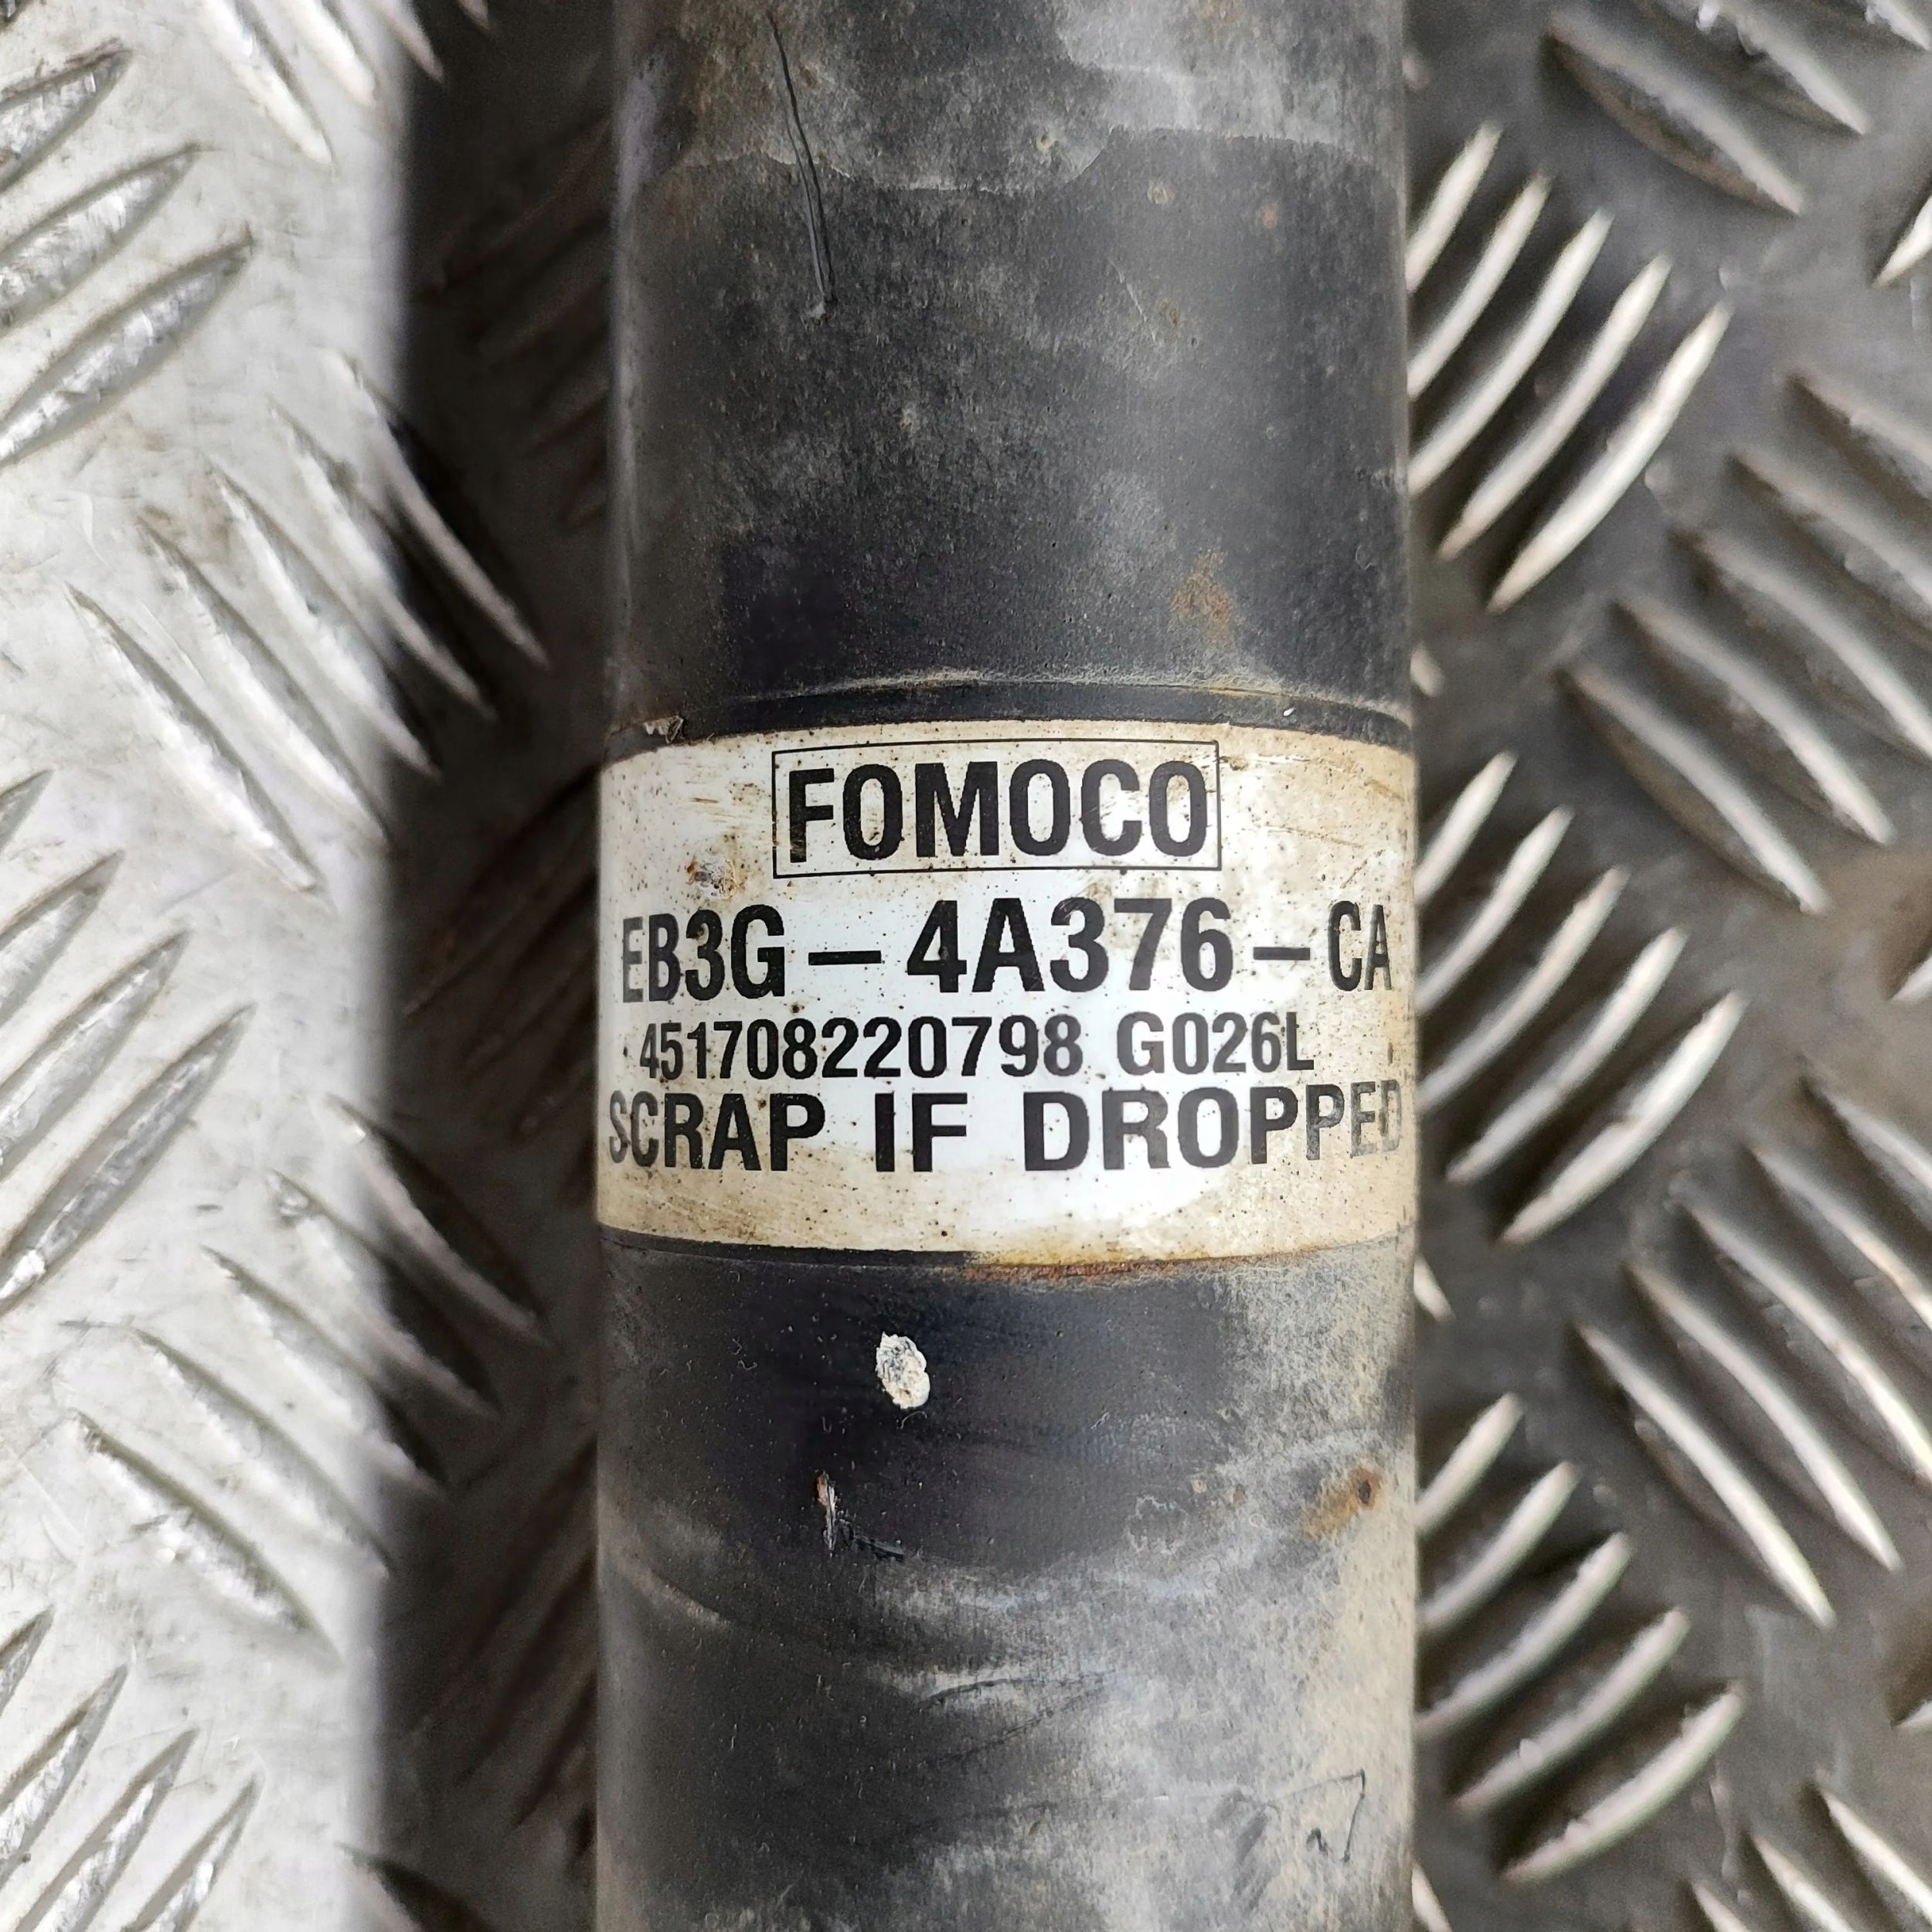 FOMOCO
EB3G-4A376-CA
451708220798 G026L
SCRAP IF DROPPED